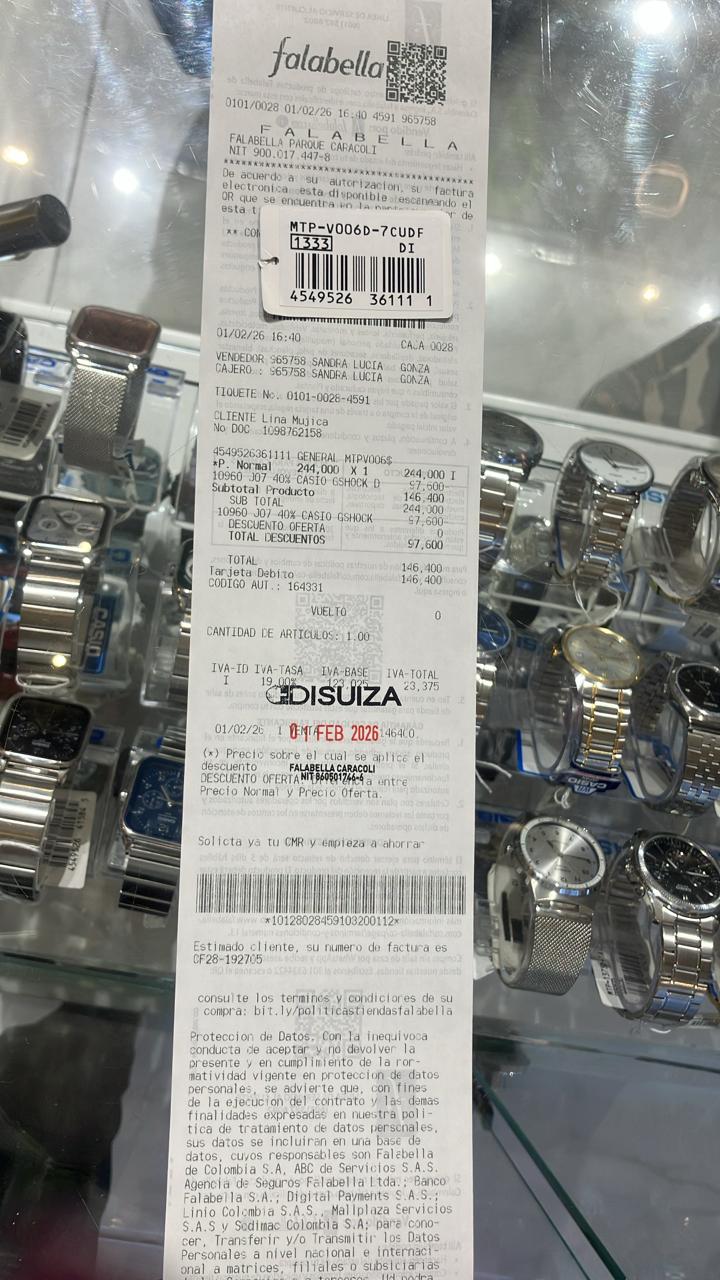 falabella
0101/0028 01/02/26 16:40 4591 965758
F A L A B E L L A
FALABELLA PARQUE CARACOLI
NIT 900.017.447-8
De acuerdo a su autorizacion, su factura
electronica esta disponible escaneando el
QR que se encuentra en la
esta
MTP-V006D-7CUDF
1333 DI
4549526 36111 1
01/02/26 16:40 CAJA 0028
VENDEDOR 965758 SANDRA LUCIA GONZA
CAJERO.: 965758 SANDRA LUCIA GONZA
TIQUETE No. 0101-0028-4591
CLIENTE Lina Mujica
No DOC 1098762158
4549526361111 GENERAL MTPV006$
*P. Normal 244,000 X 1 244,000 I
10960 J07 40% CASIO GSHOCK D 97,600-
Subtotal Producto 146,400
SUB TOTAL 244,000
10960 J07 40% CASIO GSHOCK 97,600-
DESCUENTO OFERTA 0
TOTAL DESCUENTOS 97,600
TOTAL 146,400
Tarjeta Debito 146,400
CODIGO AUT.: 164331
VUELTO 0
CANTIDAD DE ARTICULOS: 1.00
IVA-ID IVA-TASA IVA-BASE IVA-TOTAL
I 19.00% 123,025 23,375
DISUIZA
01/02/26
01 FEB 2026
(*) Precio sobre el cual se aplica el
descuento
FALABELLA CARACOLI
NIT 860501746-6
DESCUENTO OFERTA: Diferencia entre
Precio Normal y Precio Oferta.
Solicita ya tu CMR y empieza a ahorrar
*10128028459103200112*
Estimado cliente, su numero de factura es
CF28-192705
consulte los terminos y condiciones de su
compra: bit.ly/politicastiendasfalabella
Proteccion de Datos. Con la inequivoca
conducta de aceptar y no devolver la
presente y en cumplimiento de la nor-
matividad vigente en proteccion de datos
personales, se advierte que, con fines
de la ejecucion del contrato y las demas
finalidades expresadas en nuestra poli-
tica de tratamiento de datos personales,
sus datos se incluiran en una base de
datos, cuyos responsables son Falabella
de Colombia S.A, ABC de Servicios S.A.S.
Agencia de Seguros Falabella Ltda.; Banco
Falabella S.A.; Digital Payments S.A.S.;
Linio Colombia S.A.S., Mallplaza Servicios
S.A.S y Sodimac Colombia S.A; para cono-
cer, Transferir y/o Transmitir los Datos
Personales a nivel nacional e internaci-
onal a matrices, filiales o subsiciarias
CASIO
CASIO